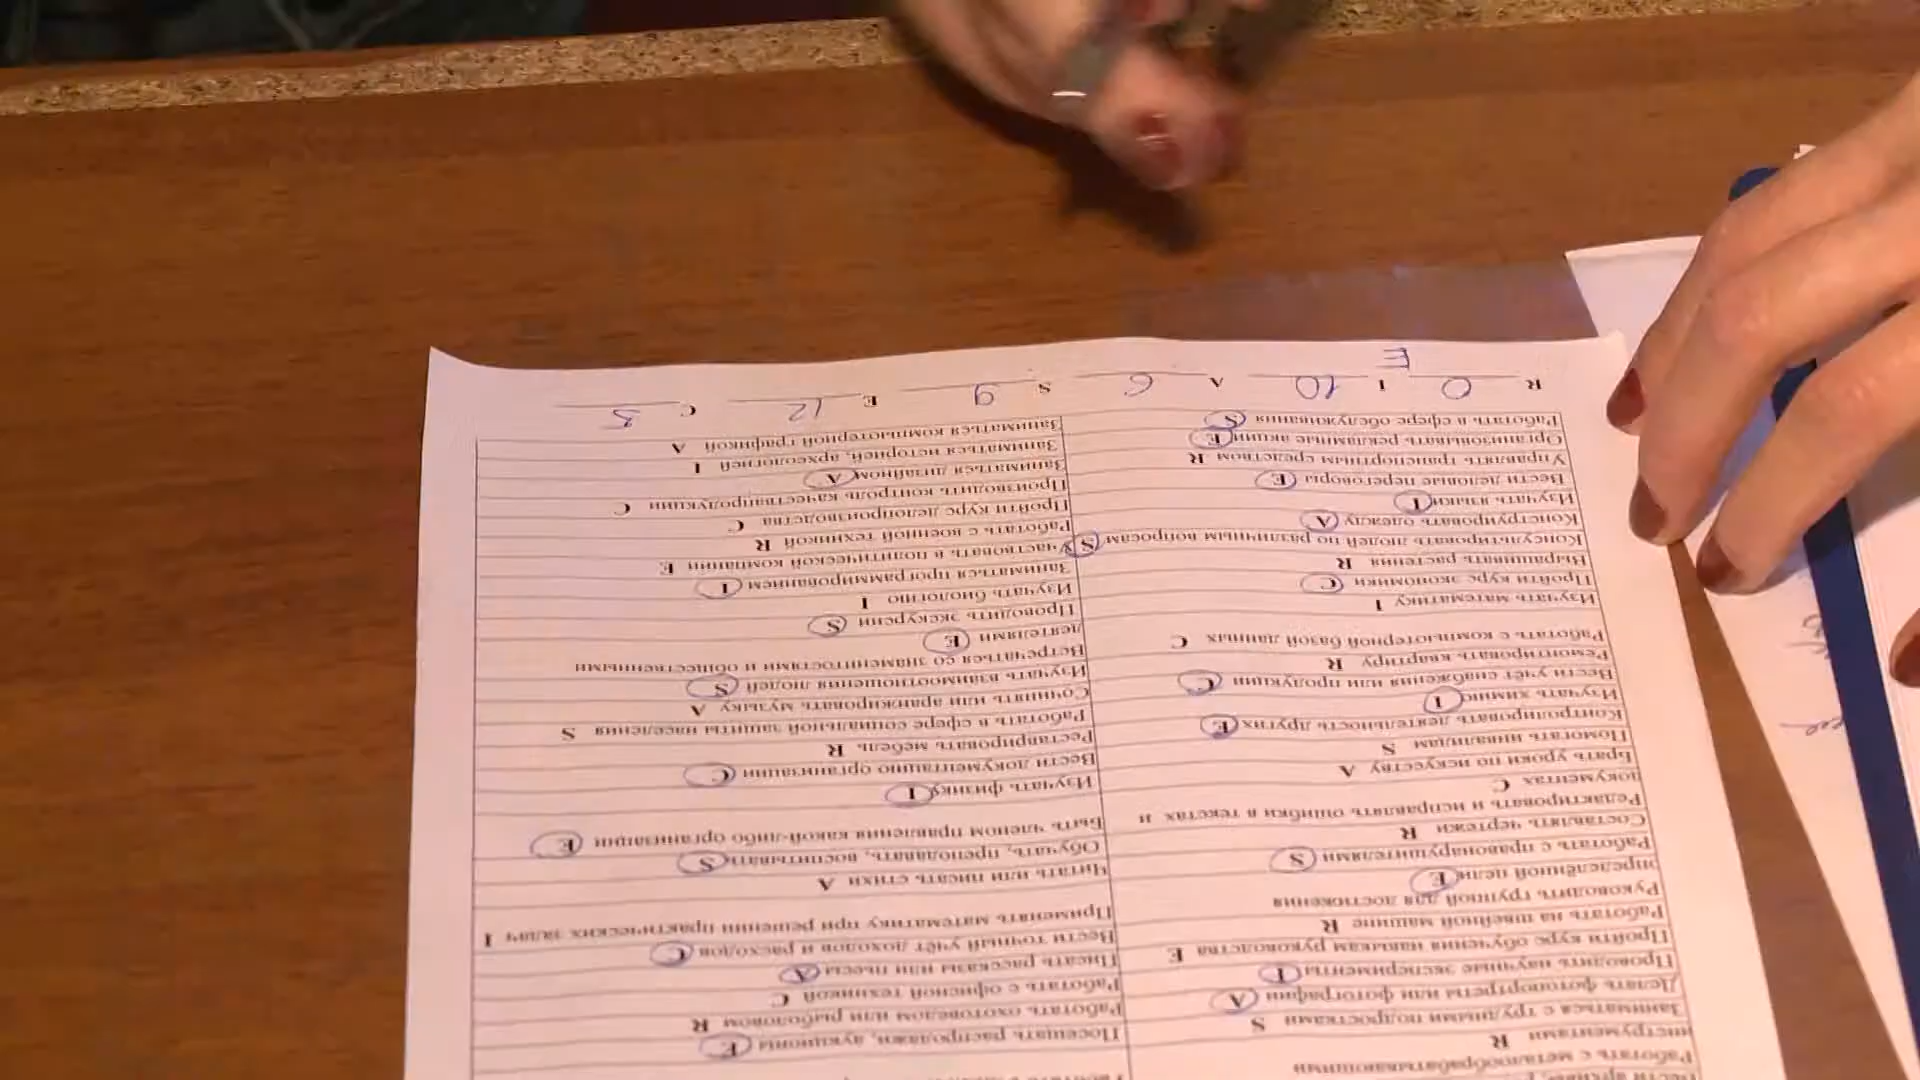 Вести архивы,
Работать с металлообрабатывающими
инструментами R
Заниматься с трудными подростками S
Делать фотопортреты или фотографии A
Проводить научные эксперименты I
Пройти курс обучения навыкам руководства E
Работать на швейной машине R
Руководить группой для достижения
определённой цели E
Работать с правонарушителями S
Составлять чертежи R
Редактировать и исправлять ошибки в текстах и
документах C
Брать уроки по искусству A
Помогать инвалидам S
Контролировать деятельность других E
Изучать химию I
Вести учёт снабжения или продукции C
Ремонтировать квартиру R
Работать с компьютерной базой данных C
Изучать математику I
Пройти курс экономики C
Выращивать растения R
Консультировать людей по различным вопросам S
Конструировать одежду A
Изучать языки I
Вести деловые переговоры E
Управлять транспортным средством R
Организовывать рекламные акции E
Работать в сфере обслуживания S
Посещать распродажи, аукционы E
Работать охотоведом или рыболовом R
Работать с офисной техникой C
Писать рассказы или пьесы A
Вести точный учёт доходов и расходов C
Применять математику при решении практических задач I
Читать или писать стихи A
Обучать, преподавать, воспитывать S
Быть членом правления какой-либо организации E
Изучать физику I
Вести документацию организации C
Реставрировать мебель R
Работать в сфере социальной защиты населения S
Сочинять или аранжировать музыку A
Изучать взаимоотношения людей S
Встречаться со знаменитостями и общественными
деятелями E
Проводить экскурсии S
Изучать биологию I
Заниматься программированием I
Участвовать в политической компании E
Работать с военной техникой R
Пройти курс делопроизводства C
Производить контроль качествапродукции C
Заниматься дизайном A
Заниматься историей, археологией I
Заниматься компьютерной графикой A
R 0 I 10 A 6 S 9 E 12 C 5
E